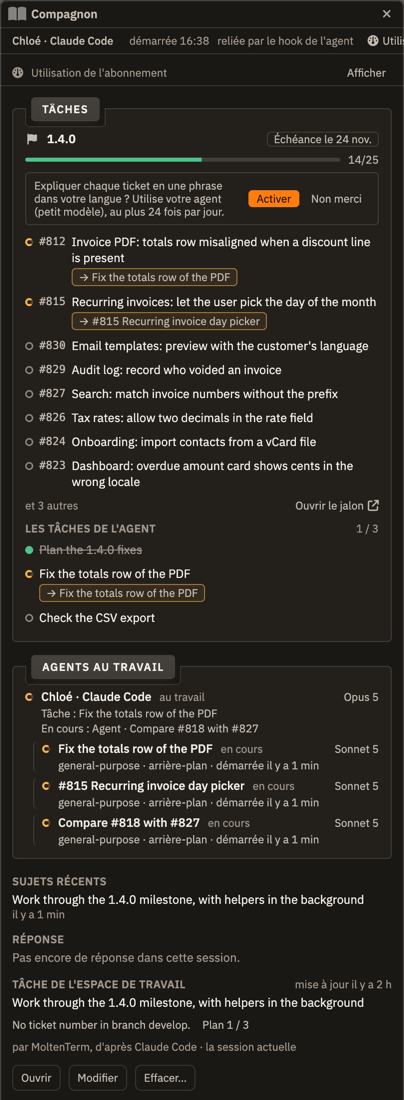 Compagnon
Chloé · Claude Code démarrée 16:38 reliée par le hook de l'agent Utilis
Utilisation de l'abonnement Afficher
TÂCHES
1.4.0 Échéance le 24 nov.
14/25
Expliquer chaque ticket en une phrase
dans votre langue ? Utilise votre agent
(petit modèle), au plus 24 fois par jour.
Activer Non merci
#812 Invoice PDF: totals row misaligned when a discount line
is present
→ Fix the totals row of the PDF
#815 Recurring invoices: let the user pick the day of the month
→ #815 Recurring invoice day picker
#830 Email templates: preview with the customer's language
#829 Audit log: record who voided an invoice
#827 Search: match invoice numbers without the prefix
#826 Tax rates: allow two decimals in the rate field
#824 Onboarding: import contacts from a vCard file
#823 Dashboard: overdue amount card shows cents in the
wrong locale
et 3 autres Ouvrir le jalon
LES TÂCHES DE L'AGENT 1 / 3
Plan the 1.4.0 fixes
Fix the totals row of the PDF
→ Fix the totals row of the PDF
Check the CSV export
AGENTS AU TRAVAIL
Chloé · Claude Code au travail Opus 5
Tâche : Fix the totals row of the PDF
En cours : Agent · Compare #818 with #827
Fix the totals row of the PDF en cours Sonnet 5
general-purpose · arrière-plan · démarrée il y a 1 min
#815 Recurring invoice day picker en cours Sonnet 5
general-purpose · arrière-plan · démarrée il y a 1 min
Compare #818 with #827 en cours Sonnet 5
general-purpose · arrière-plan · démarrée il y a 1 min
SUJETS RÉCENTS
Work through the 1.4.0 milestone, with helpers in the background
il y a 1 min
RÉPONSE
Pas encore de réponse dans cette session.
TÂCHE DE L'ESPACE DE TRAVAIL mise à jour il y a 2 h
Work through the 1.4.0 milestone, with helpers in the background
No ticket number in branch develop. Plan 1 / 3
par MoltenTerm, d'après Claude Code · la session actuelle
Ouvrir Modifier Effacer…